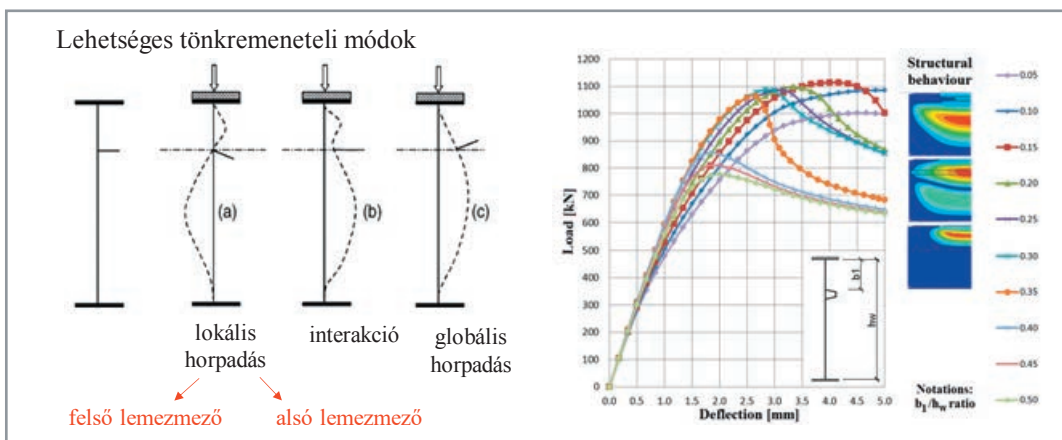 Lehetséges tönkremeneteli módok
(a)
(b)
(c)
lokális
horpadás
interakció
globális
horpadás
felső lemezmező
alsó lemezmező
Load [kN]
1200
1100
1000
900
800
700
600
500
400
300
200
100
0
0.0 0.5 1.0 1.5 2.0 2.5 3.0 3.5 4.0 4.5 5.0
Deflection [mm]
b1
hw
Structural
behaviour
0.05
0.10
0.15
0.20
0.25
0.30
0.35
0.40
0.45
0.50
Notations:
b₁/hw ratio